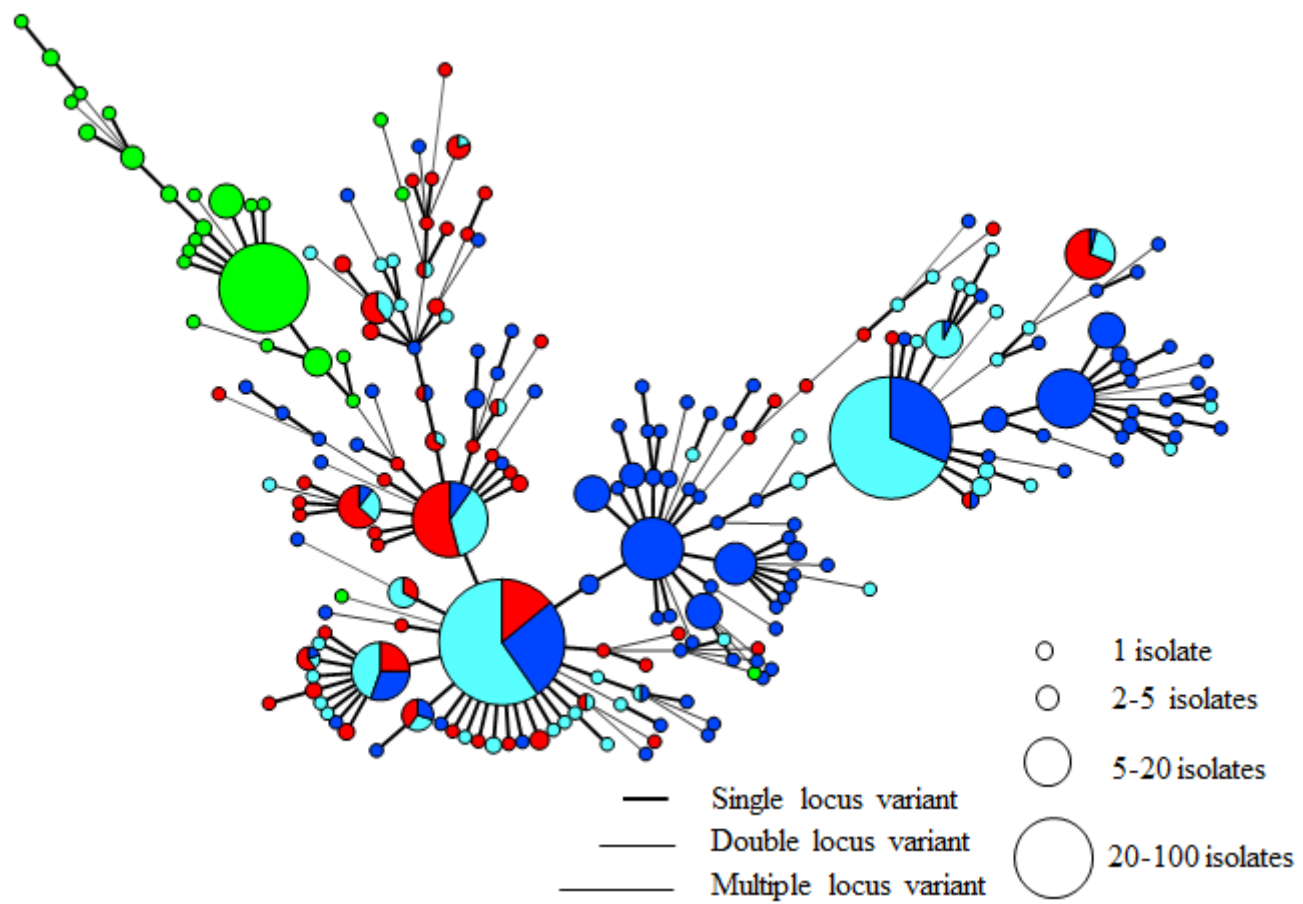 1 isolate
2-5 isolates
5-20 isolates
Single locus variant
Double locus variant
20-100 isolates
Multiple locus variant